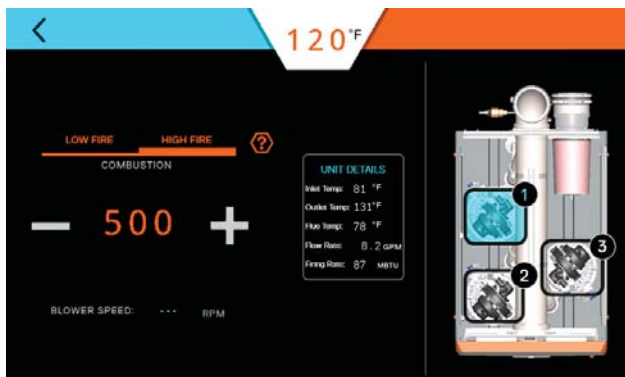 120°F
LOW FIRE HIGH FIRE ?
COMBUSTION
500
BLOWER SPEED: --- RPM
UNIT DETAILS
Inlet Temp: 81 °F
Outlet Temp: 131°F
Flue Temp: 78 °F
Flow Rate: 8.2 GPM
Firing Rate: 87 MBTU
1
2
3